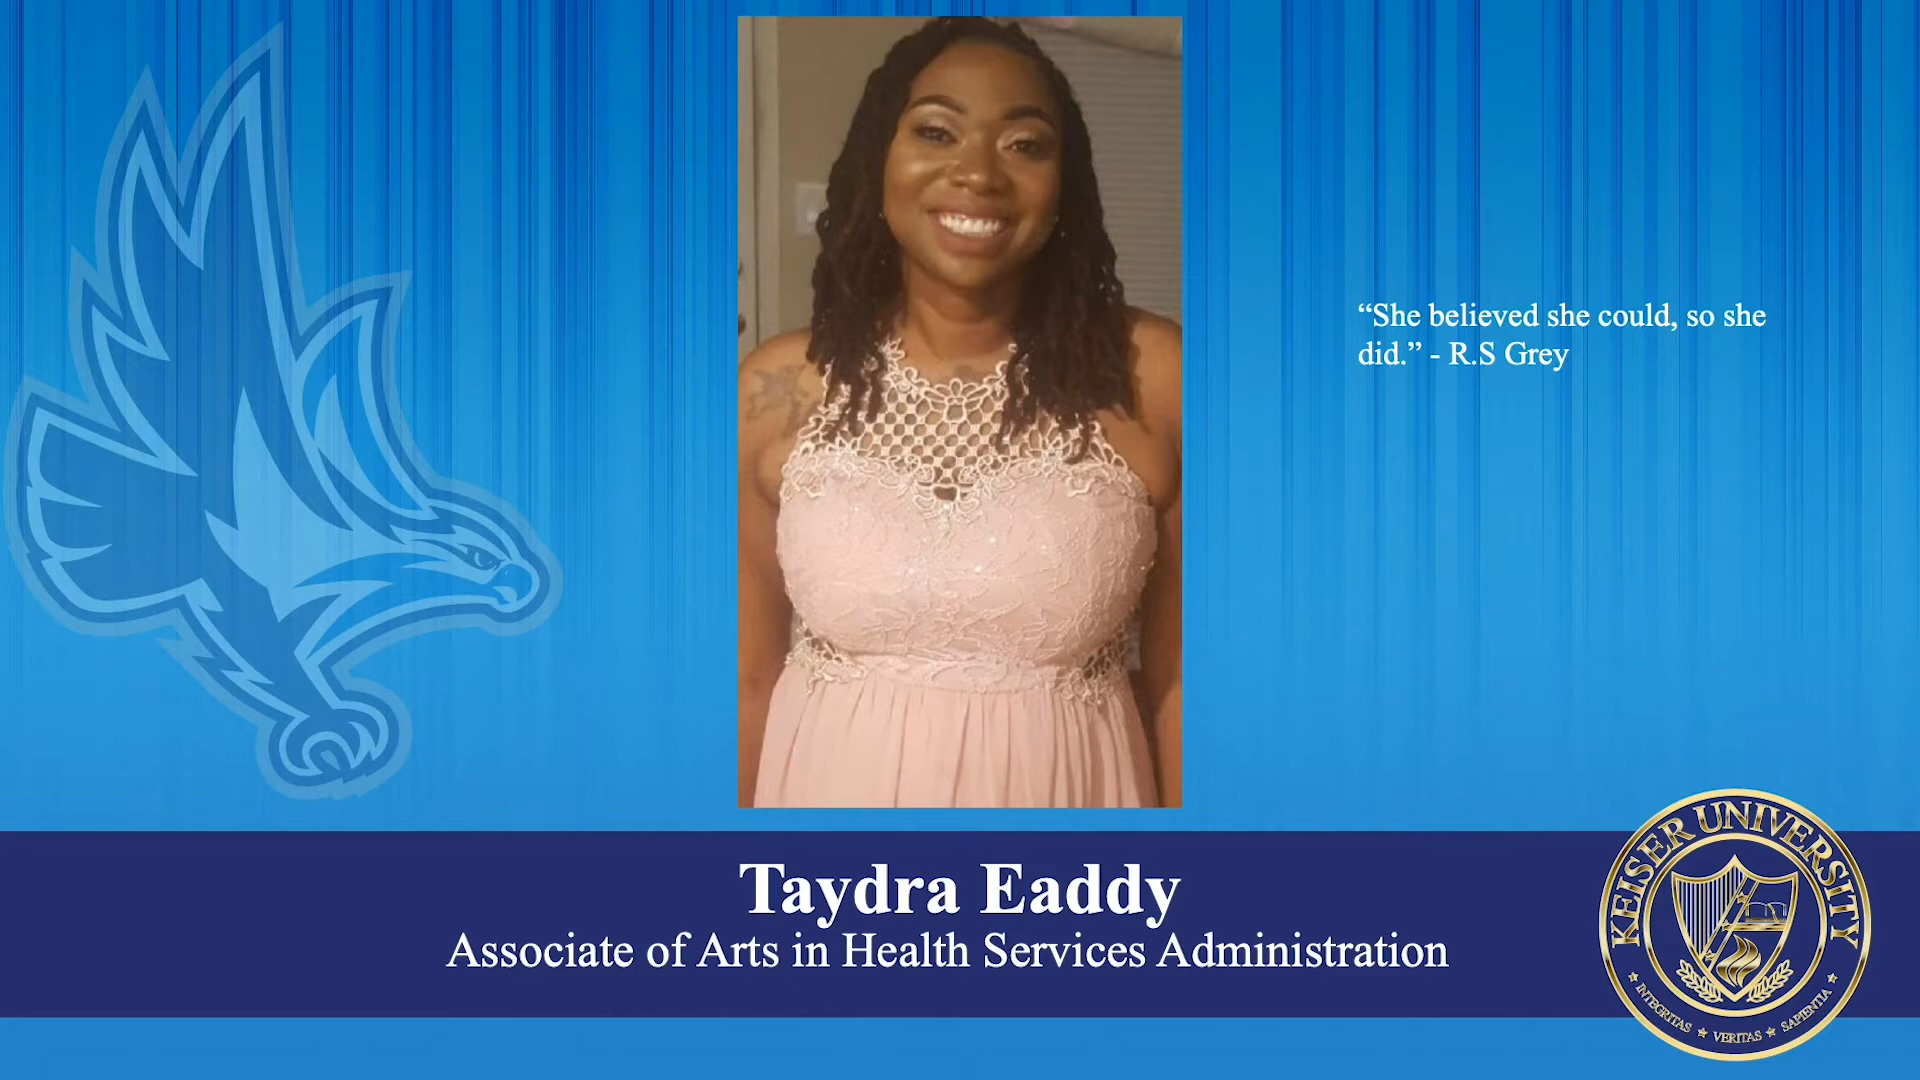 “She believed she could, so she
did.” - R.S Grey
Taydra Eaddy
Associate of Arts in Health Services Administration
KEISER UNIVERSITY
INTEGRITAS ★ VERITAS ★ SAPIENTIA